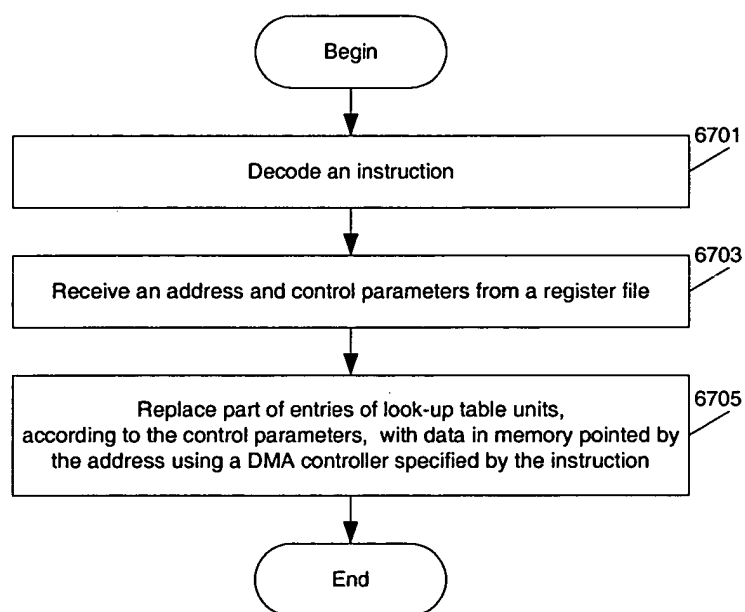 Begin
6701
Decode an instruction
6703
Receive an address and control parameters from a register file
6705
Replace part of entries of look-up table units,
according to the control parameters, with data in memory pointed by
the address using a DMA controller specified by the instruction
End